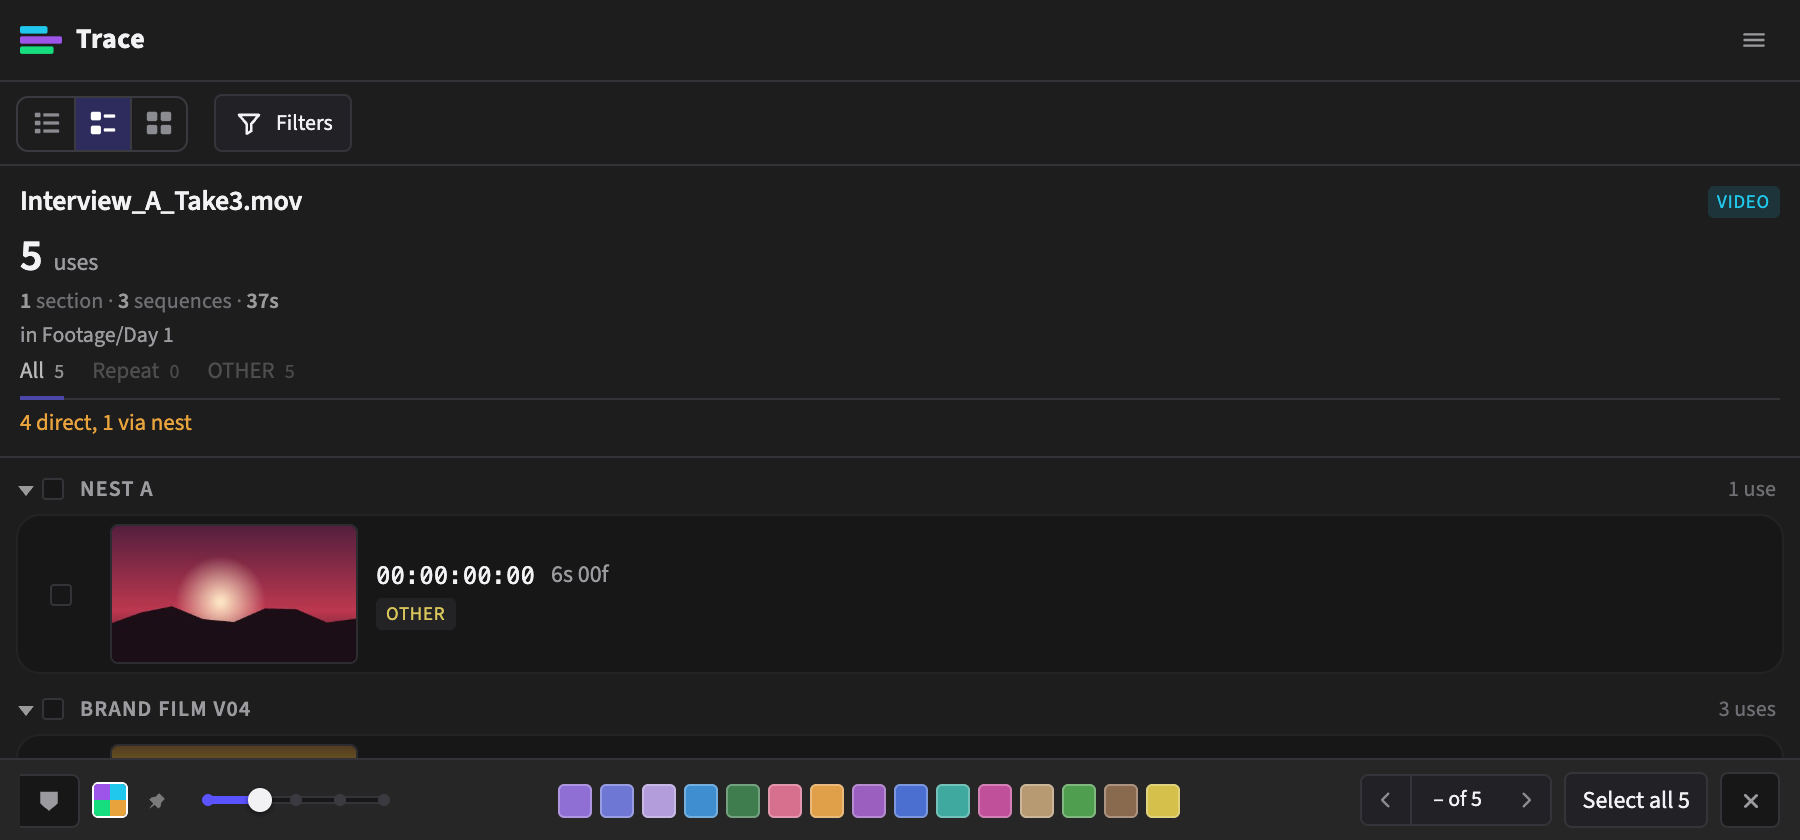 Trace
Filters
Interview_A_Take3.mov
VIDEO
5 uses
1 section · 3 sequences · 37s
in Footage/Day 1
All 5 Repeat 0 OTHER 5
4 direct, 1 via nest
NEST A
1 use
00:00:00:00 6s 00f
OTHER
BRAND FILM V04
3 uses
– of 5
Select all 5